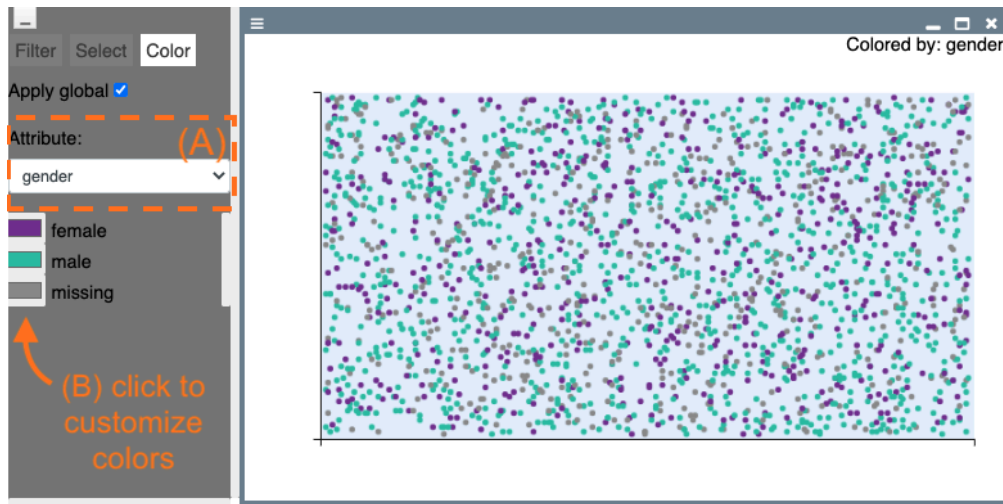 Filter Select Color
Colored by: gender
Apply global
Attribute:
(A)
gender
female
male
missing
(B) click to
customize
colors